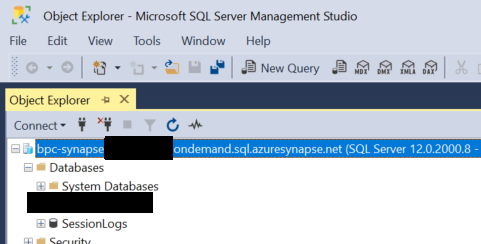 Object Explorer - Microsoft SQL Server Management Studio
File Edit View Tools Window Help
New Query MDX DMX XMLA DAX
Object Explorer
Connect
bpc-synapse ondemand.sql.azuresynapse.net (SQL Server 12.0.2000.8 -
Databases
System Databases
SessionLogs
Security